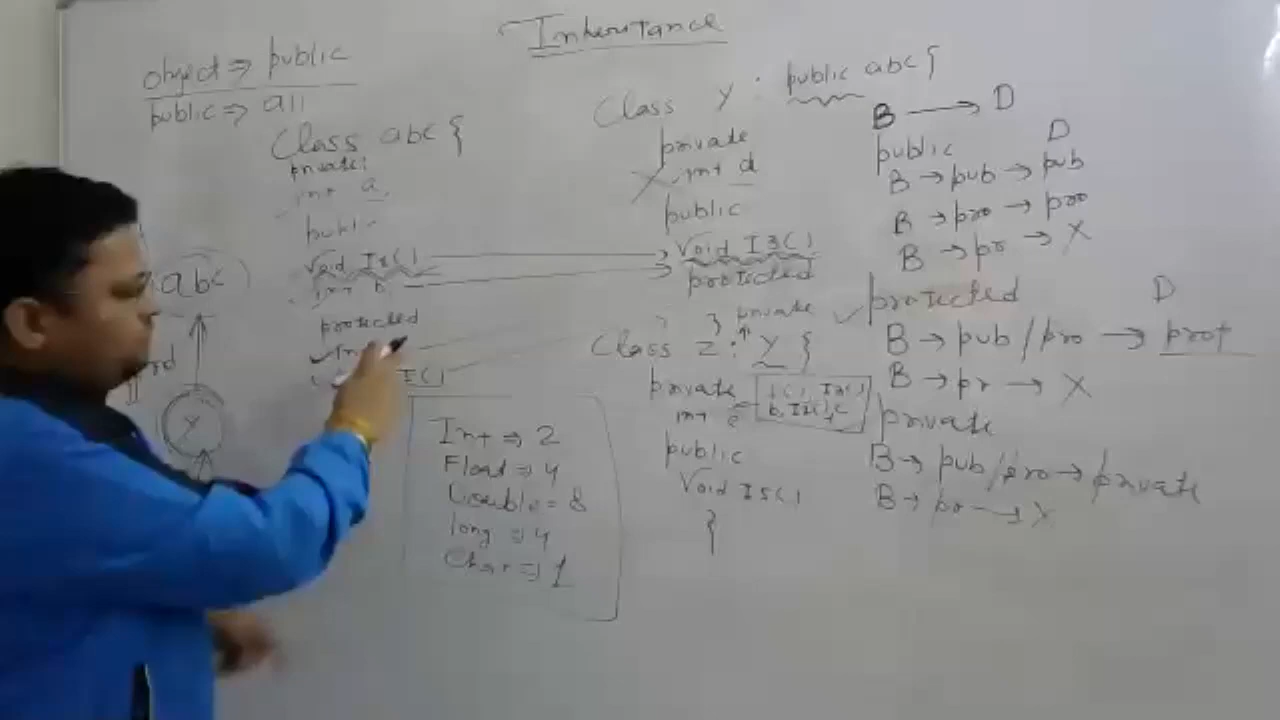 Inheritance
object => public
public => all
Class abc {
private:
int a
public
void I2( )
int b
protected
I( )
abc
Y
Int => 2
Float => 4
Double = 8
long => 4
Char => 1
Class Y : public abc {
private
int d
public
Void I3( )
protected
}
private
Class Z : Y {
private
int e
b, I2( ), c
public
Void I5( )
}
B → D
public D
B → pub → pub
B → pro → pro
B → pr → X
protected D
B → pub / pro → prot
B → pr → X
private
B → pub / pro → private
B → pr → X